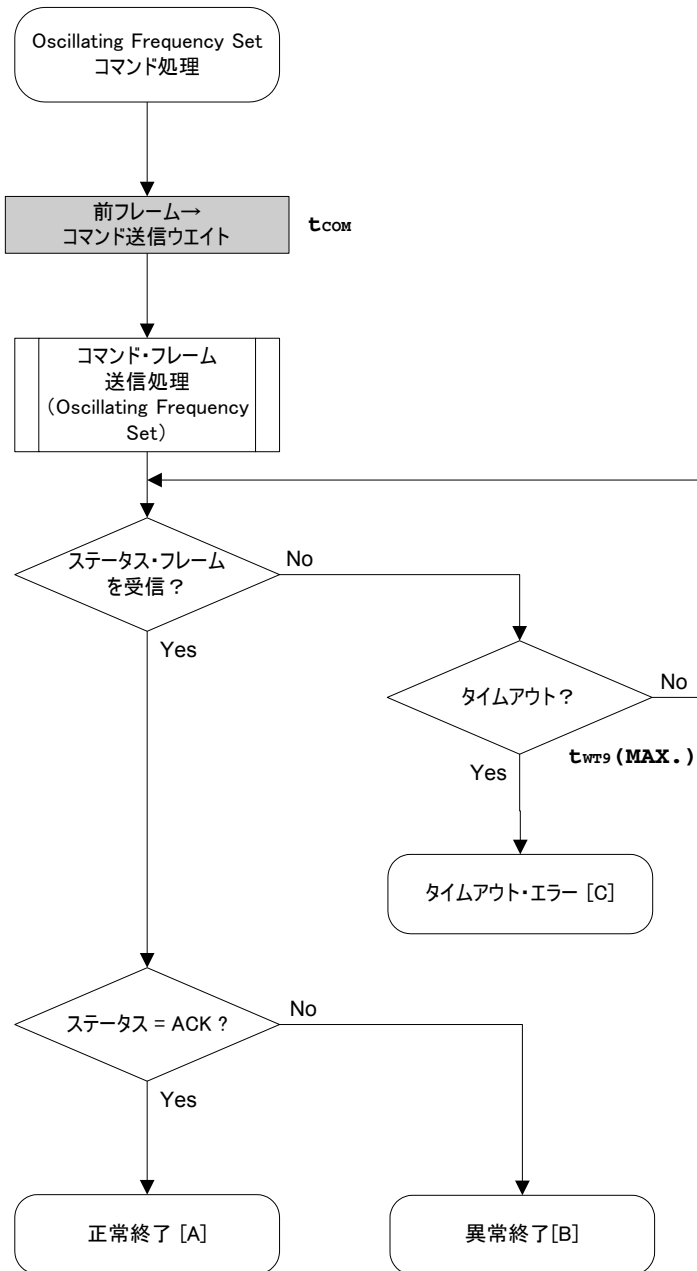 Oscillating Frequency Set
コマンド処理
前フレーム→
コマンド送信ウエイト
tCOM
コマンド・フレーム
送信処理
（Oscillating Frequency
Set）
ステータス・フレーム
を受信？
No
Yes
タイムアウト？
No
tWT9(MAX.)
Yes
タイムアウト・エラー [C]
ステータス = ACK ?
No
Yes
正常終了 [A]
異常終了[B]